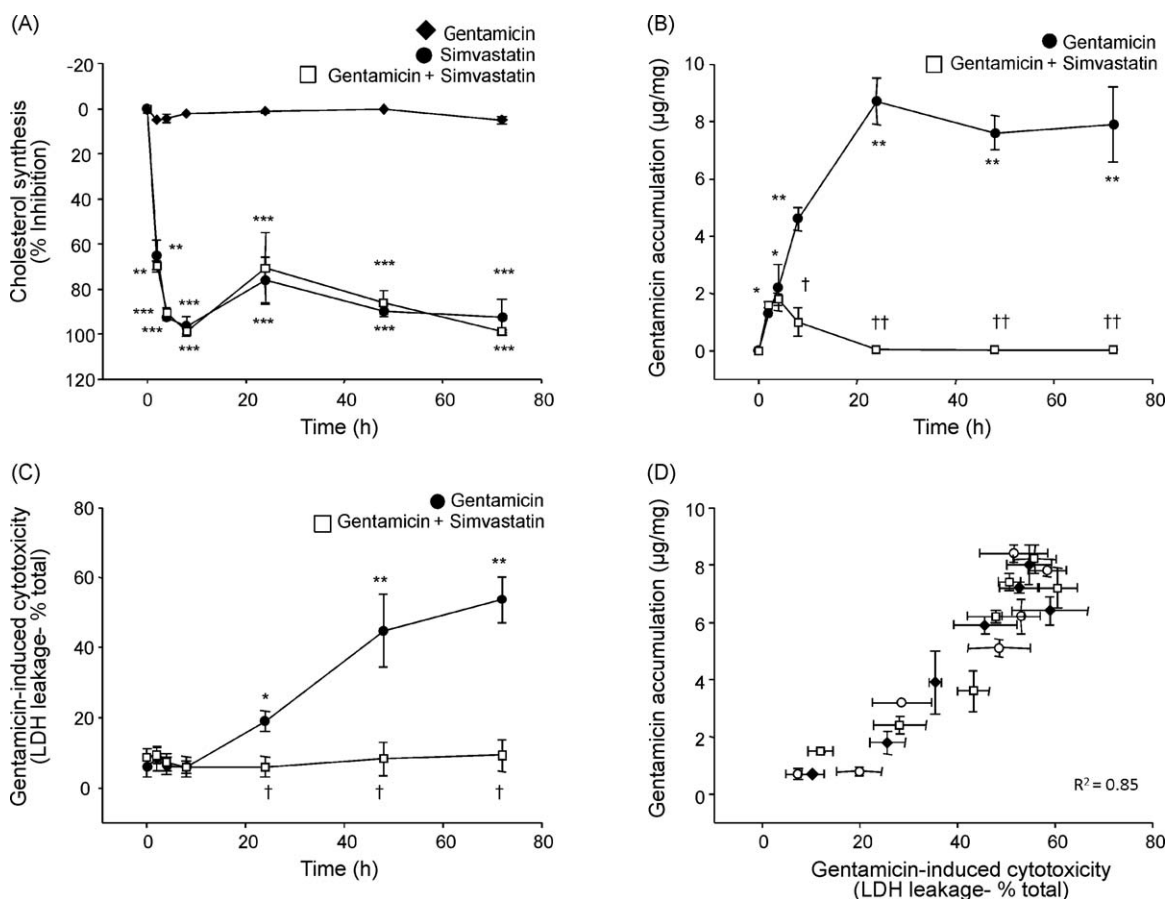 (A)
Gentamicin
Simvastatin
Gentamicin + Simvastatin
-20
0
20
40
60
80
100
120
Cholesterol synthesis
(% Inhibition)
**
**
***
***
***
***
***
***
***
***
***
***
0 20 40 60 80
Time (h)
(B)
Gentamicin
Gentamicin + Simvastatin
10
8
6
4
2
0
Gentamicin accumulation (µg/mg)
*
*
**
**
**
**
†
††
††
††
0 20 40 60 80
Time (h)
(C)
Gentamicin
Gentamicin + Simvastatin
80
60
40
20
0
Gentamicin-induced cytotoxicity
(LDH leakage- % total)
*
**
**
†
†
†
0 20 40 60 80
Time (h)
(D)
10
8
6
4
2
0
Gentamicin accumulation (µg/mg)
R² = 0.85
0 20 40 60 80
Gentamicin-induced cytotoxicity
(LDH leakage- % total)